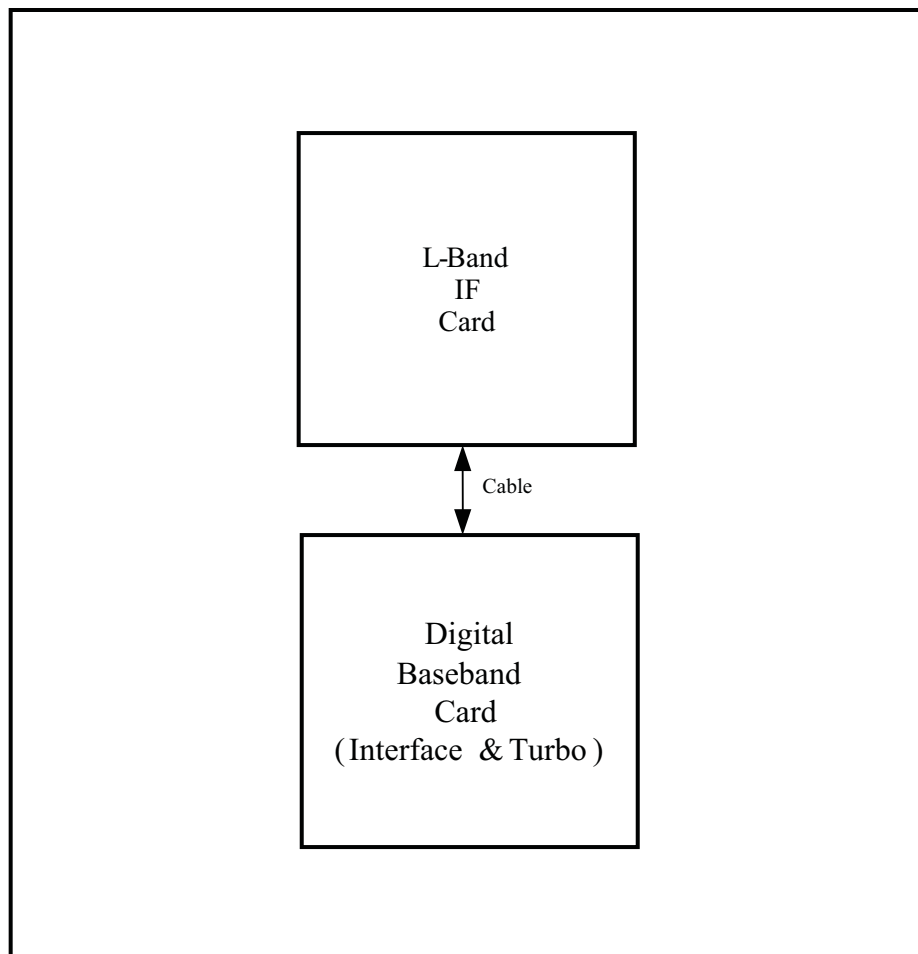 L-Band
IF
Card
Cable
Digital
Baseband
Card
(Interface & Turbo)